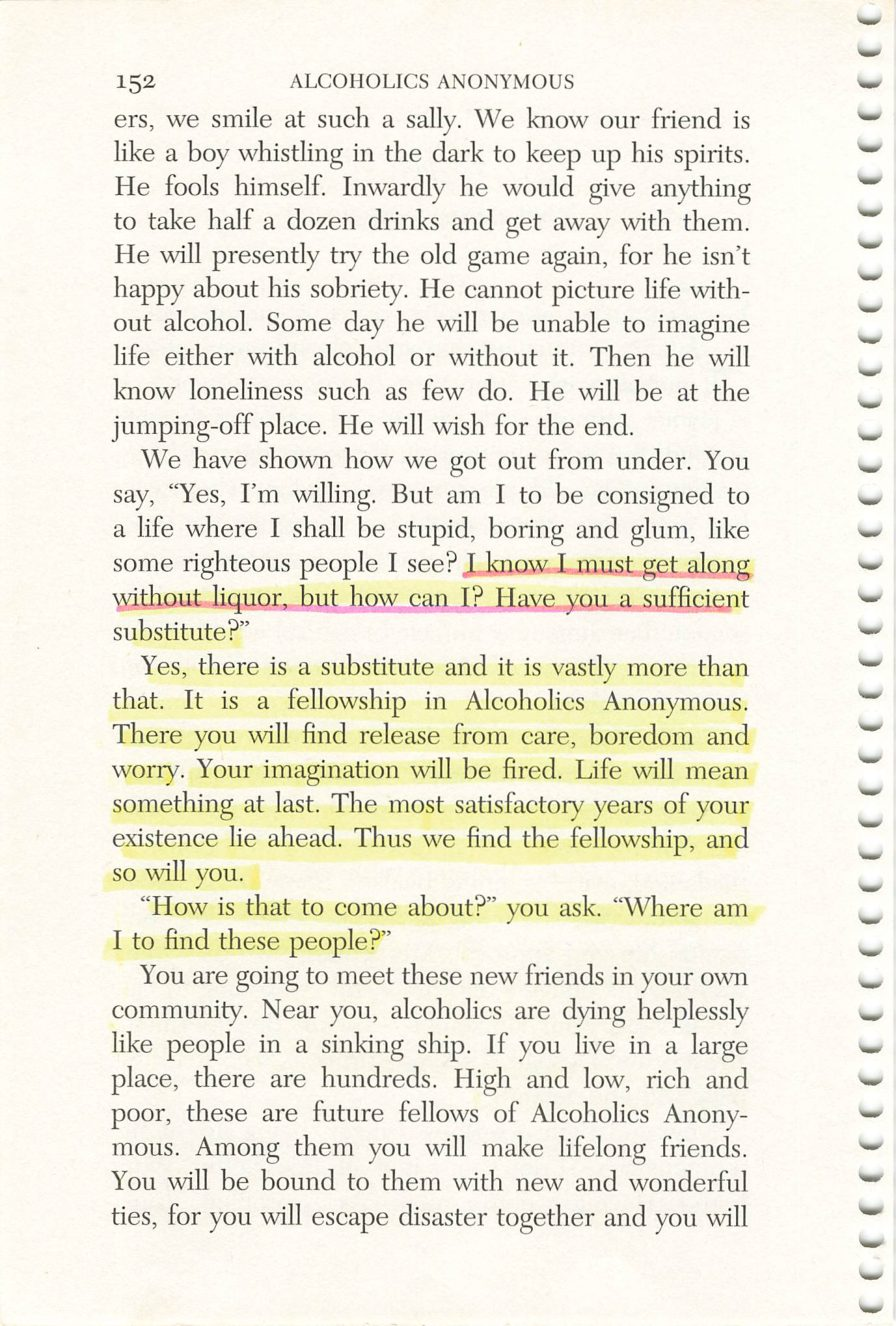 152 ALCOHOLICS ANONYMOUS
ers, we smile at such a sally. We know our friend is
like a boy whistling in the dark to keep up his spirits.
He fools himself. Inwardly he would give anything
to take half a dozen drinks and get away with them.
He will presently try the old game again, for he isn’t
happy about his sobriety. He cannot picture life with-
out alcohol. Some day he will be unable to imagine
life either with alcohol or without it. Then he will
know loneliness such as few do. He will be at the
jumping-off place. He will wish for the end.
We have shown how we got out from under. You
say, “Yes, I’m willing. But am I to be consigned to
a life where I shall be stupid, boring and glum, like
some righteous people I see? I know I must get along
without liquor, but how can I? Have you a sufficient
substitute?”
Yes, there is a substitute and it is vastly more than
that. It is a fellowship in Alcoholics Anonymous.
There you will find release from care, boredom and
worry. Your imagination will be fired. Life will mean
something at last. The most satisfactory years of your
existence lie ahead. Thus we find the fellowship, and
so will you.
“How is that to come about?” you ask. “Where am
I to find these people?”
You are going to meet these new friends in your own
community. Near you, alcoholics are dying helplessly
like people in a sinking ship. If you live in a large
place, there are hundreds. High and low, rich and
poor, these are future fellows of Alcoholics Anony-
mous. Among them you will make lifelong friends.
You will be bound to them with new and wonderful
ties, for you will escape disaster together and you will